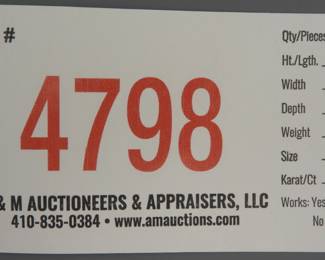 #
4798
& M AUCTIONEERS & APPRAISERS, LLC
410-835-0384 • www.amauctions.com
Qty/Pieces
Ht./Lgth.
Width
Depth
Weight
Size
Karat/Ct
Works: Yes
No